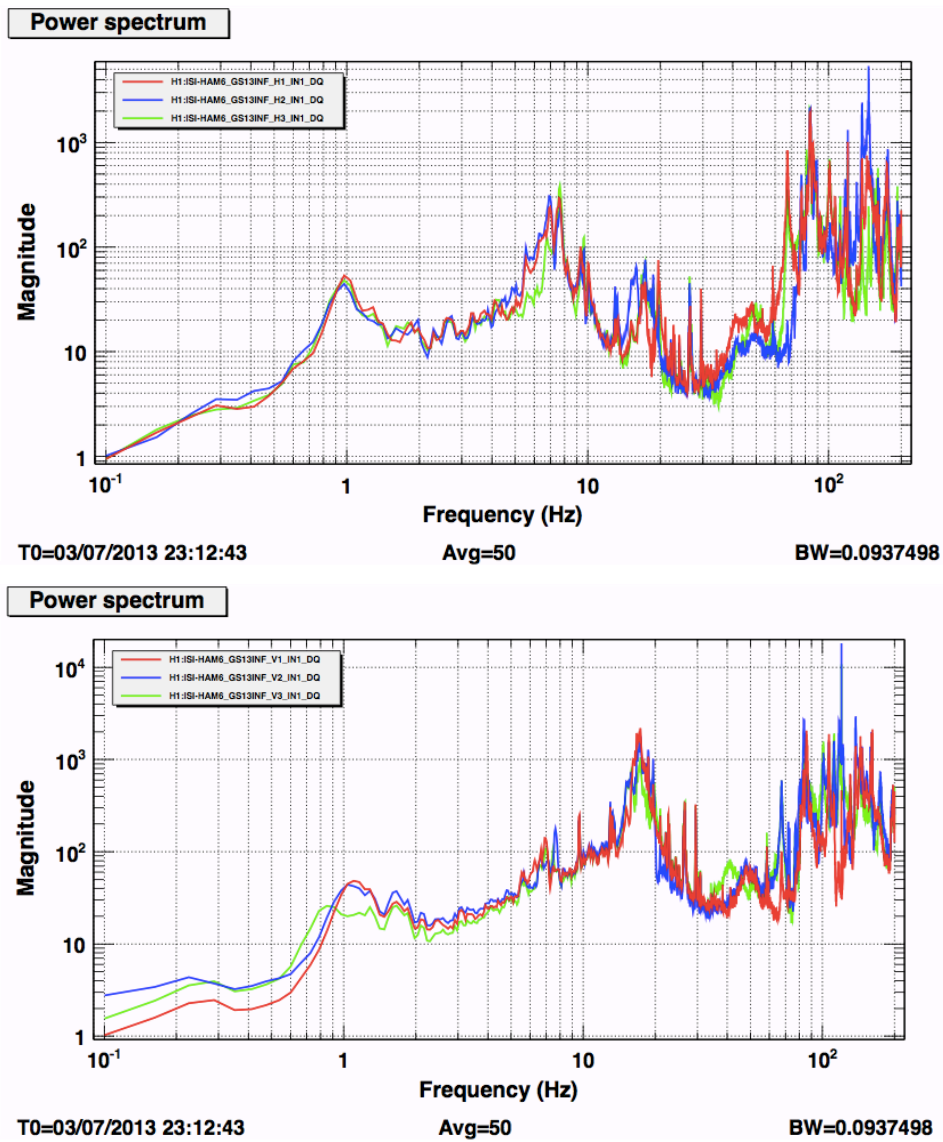 Power spectrum
H1:ISI-HAM6_GS13INF_H1_IN1_DQ
H1:ISI-HAM6_GS13INF_H2_IN1_DQ
H1:ISI-HAM6_GS13INF_H3_IN1_DQ
10³
10²
10
1
Magnitude
10⁻¹ 1 10 10²
Frequency (Hz)
T0=03/07/2013 23:12:43 Avg=50 BW=0.0937498
Power spectrum
H1:ISI-HAM6_GS13INF_V1_IN1_DQ
H1:ISI-HAM6_GS13INF_V2_IN1_DQ
H1:ISI-HAM6_GS13INF_V3_IN1_DQ
10⁴
10³
10²
10
1
Magnitude
10⁻¹ 1 10 10²
Frequency (Hz)
T0=03/07/2013 23:12:43 Avg=50 BW=0.0937498